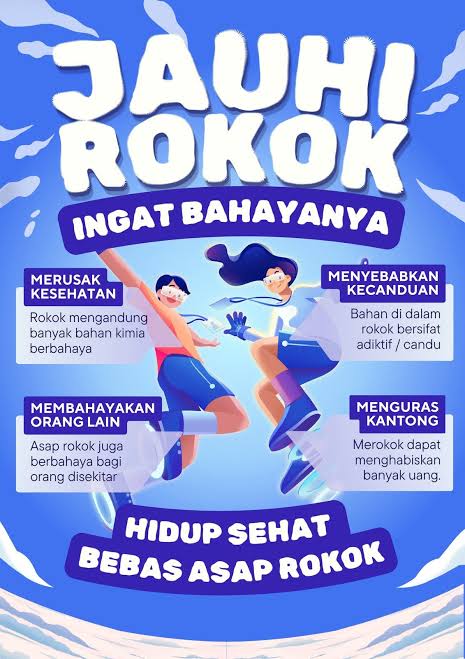 JAUHI
ROKOK
INGAT BAHAYANYA
MERUSAK
KESEHATAN
Rokok mengandung
banyak bahan kimia
berbahaya
MENYEBABKAN
KECANDUAN
Bahan di dalam
rokok bersifat
adiktif / candu
MEMBAHAYAKAN
ORANG LAIN
Asap rokok juga
berbahaya bagi
orang disekitar
MENGURAS
KANTONG
Merokok dapat
menghabiskan
banyak uang.
HIDUP SEHAT
BEBAS ASAP ROKOK